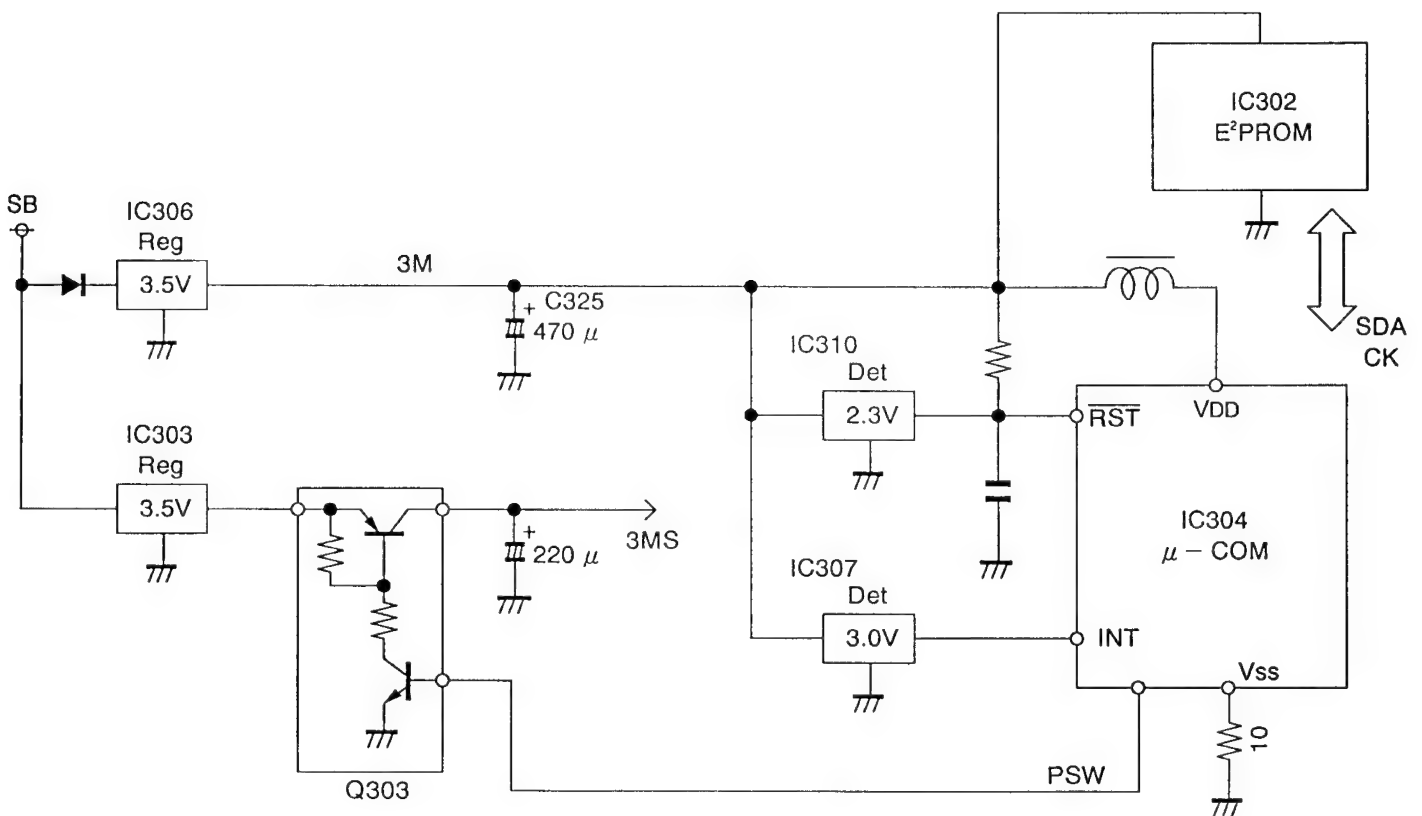 IC302
E²PROM
SB
IC306
Reg
3.5V
3M
+
C325
470 μ
SDA
CK
IC310
Det
2.3V
RST
VDD
IC303
Reg
3.5V
+
220 μ
3MS
IC304
μ - COM
IC307
Det
3.0V
INT
Vss
10
PSW
Q303